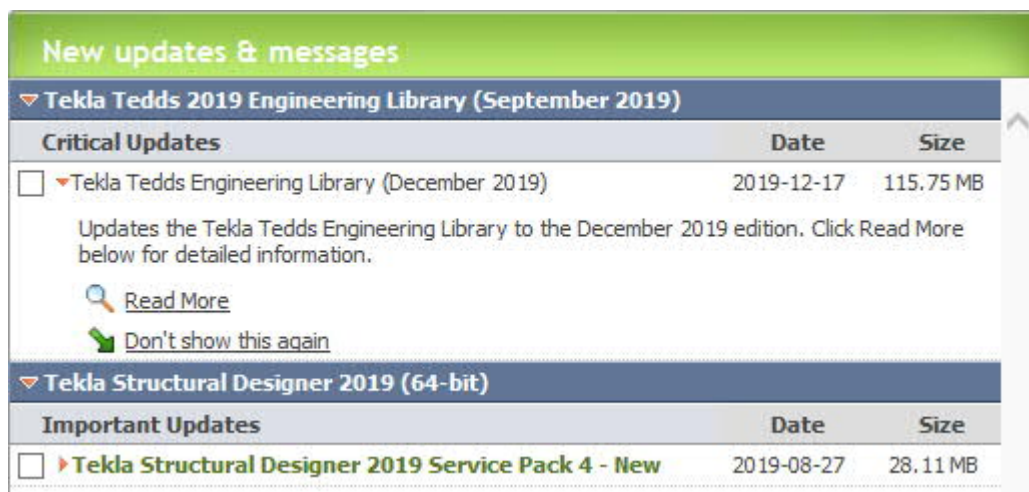 New updates & messages
Tekla Tedds 2019 Engineering Library (September 2019)
Critical Updates Date Size
Tekla Tedds Engineering Library (December 2019) 2019-12-17 115.75 MB
Updates the Tekla Tedds Engineering Library to the December 2019 edition. Click Read More
below for detailed information.
Read More
Don't show this again
Tekla Structural Designer 2019 (64-bit)
Important Updates Date Size
Tekla Structural Designer 2019 Service Pack 4 - New 2019-08-27 28.11 MB